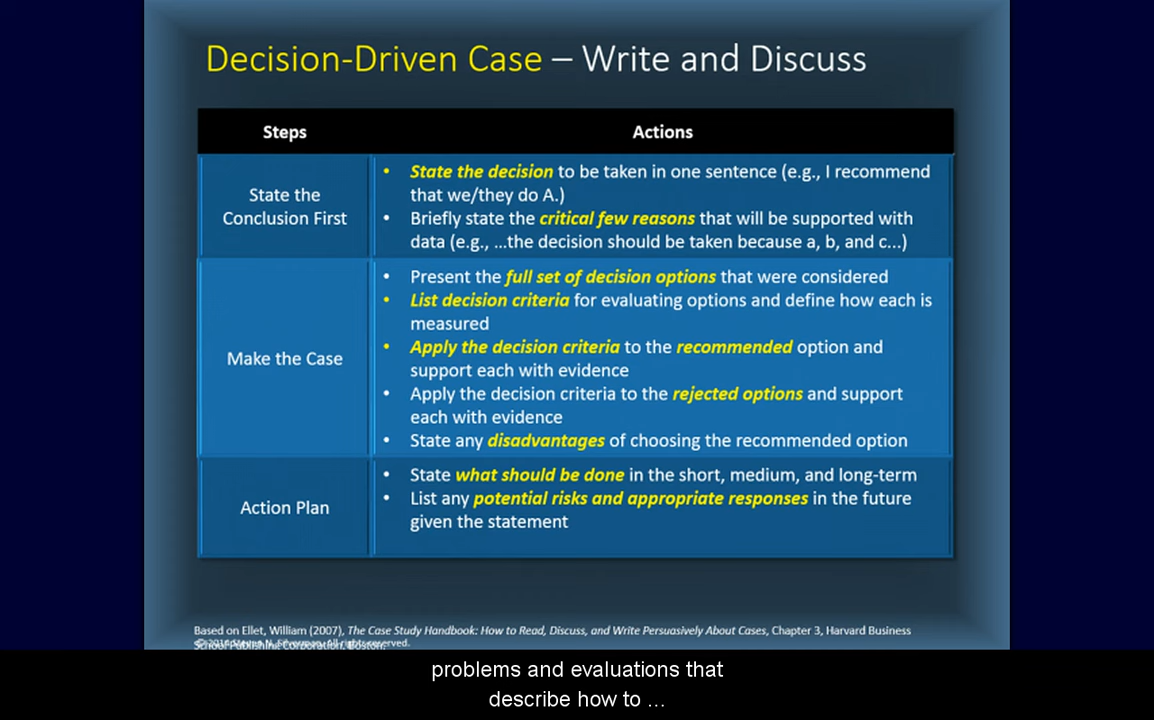 Decision-Driven Case – Write and Discuss
Steps
Actions
State the
Conclusion First
• State the decision to be taken in one sentence (e.g., I recommend
that we/they do A.)
• Briefly state the critical few reasons that will be supported with
data (e.g., ...the decision should be taken because a, b, and c...)
Make the Case
• Present the full set of decision options that were considered
• List decision criteria for evaluating options and define how each is
measured
• Apply the decision criteria to the recommended option and
support each with evidence
• Apply the decision criteria to the rejected options and support
each with evidence
• State any disadvantages of choosing the recommended option
Action Plan
• State what should be done in the short, medium, and long-term
• List any potential risks and appropriate responses in the future
given the statement
Based on Ellet, William (2007), The Case Study Handbook: How to Read, Discuss, and Write Persuasively About Cases, Chapter 3, Harvard Business
School Publishing Corporation, Boston.
Silverman. All rights reserved.
problems and evaluations that
describe how to ...